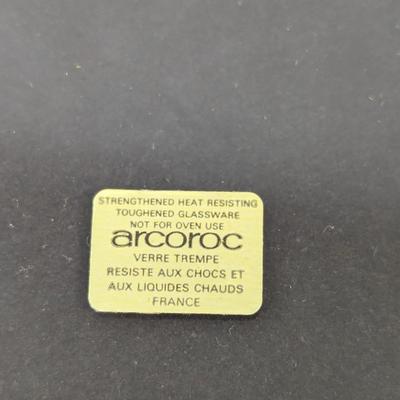 STRENGTHENED HEAT RESISTING
TOUGHENED GLASSWARE
NOT FOR OVEN USE
arcoroc
VERRE TREMPE
RESISTE AUX CHOCS ET
AUX LIQUIDES CHAUDS
FRANCE